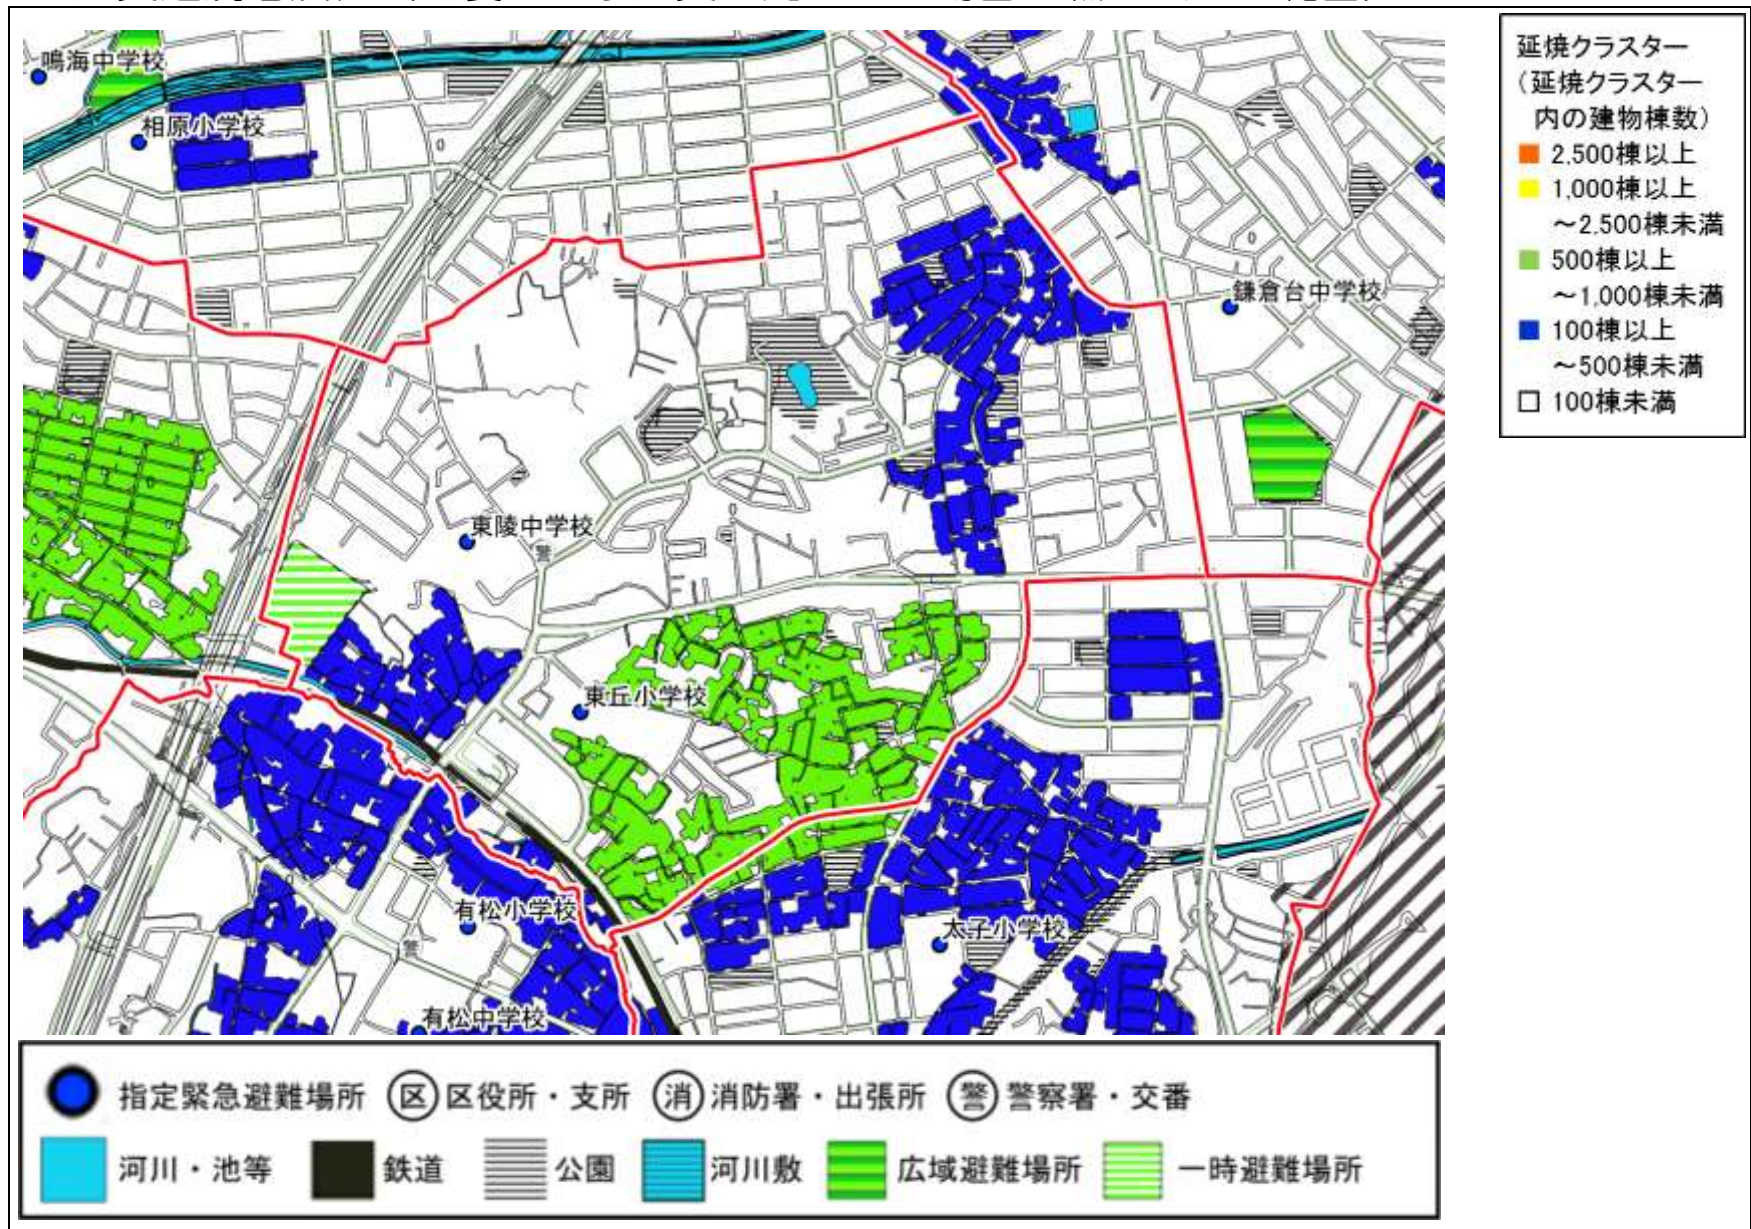 鳴海中学校
相原小学校
鎌倉台中学校
東陵中学校
警
東丘小学校
有松小学校
警
太子小学校
有松中学校
延焼クラスター
（延焼クラスター
内の建物棟数）
2,500棟以上
1,000棟以上
～2,500棟未満
500棟以上
～1,000棟未満
100棟以上
～500棟未満
100棟未満
指定緊急避難場所 区 区役所・支所 消 消防署・出張所 警 警察署・交番
河川・池等 鉄道 公園 河川敷 広域避難場所 一時避難場所